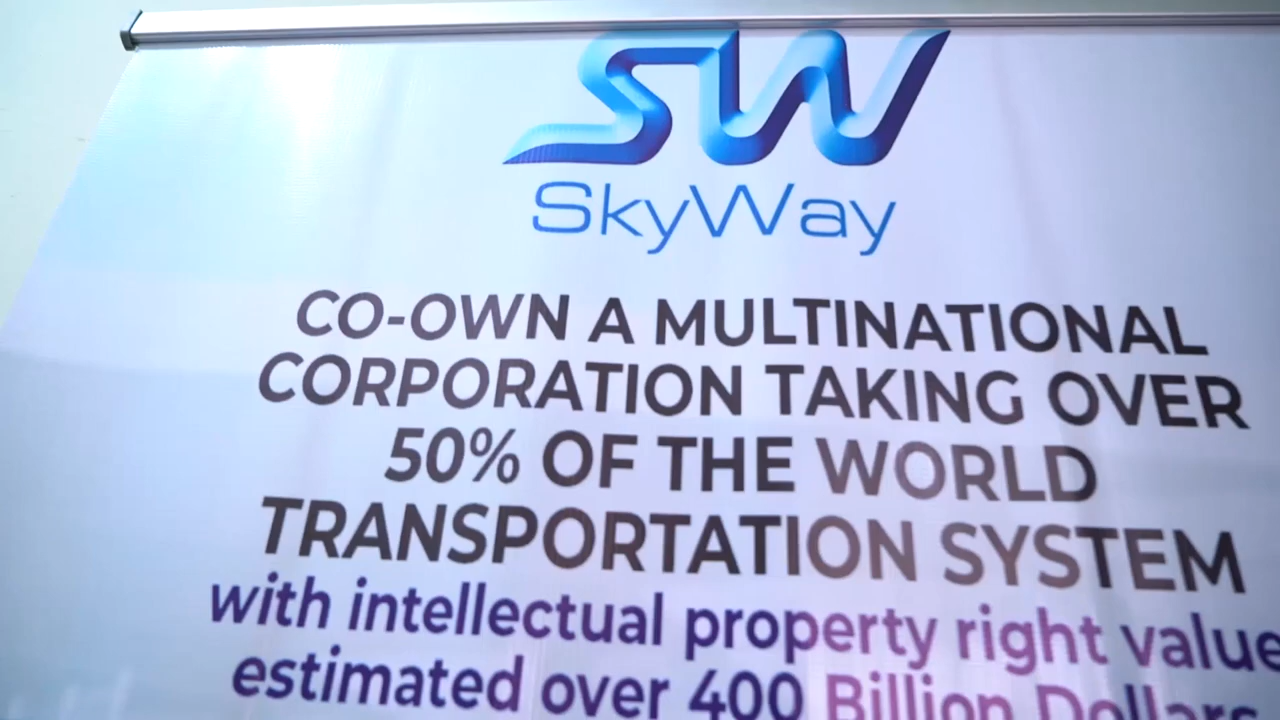 SW
SkyWay
CO-OWN A MULTINATIONAL
CORPORATION TAKING OVER
50% OF THE WORLD
TRANSPORTATION SYSTEM
with intellectual property right value
estimated over 400 Billion Dollars